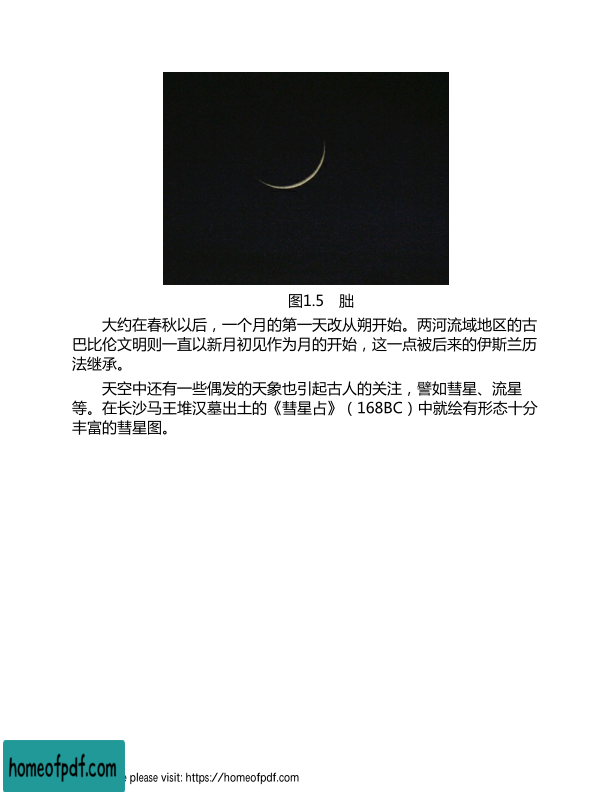 图1.5 朏
大约在春秋以后，一个月的第一天改从朔开始。两河流域地区的古
巴比伦文明则一直以新月初见作为月的开始，这一点被后来的伊斯兰历
法继承。
天空中还有一些偶发的天象也引起古人的关注，譬如彗星、流星
等。在长沙马王堆汉墓出土的《彗星占》（168BC）中就绘有形态十分
丰富的彗星图。
homeofpdf.com
e please visit: https://homeofpdf.com